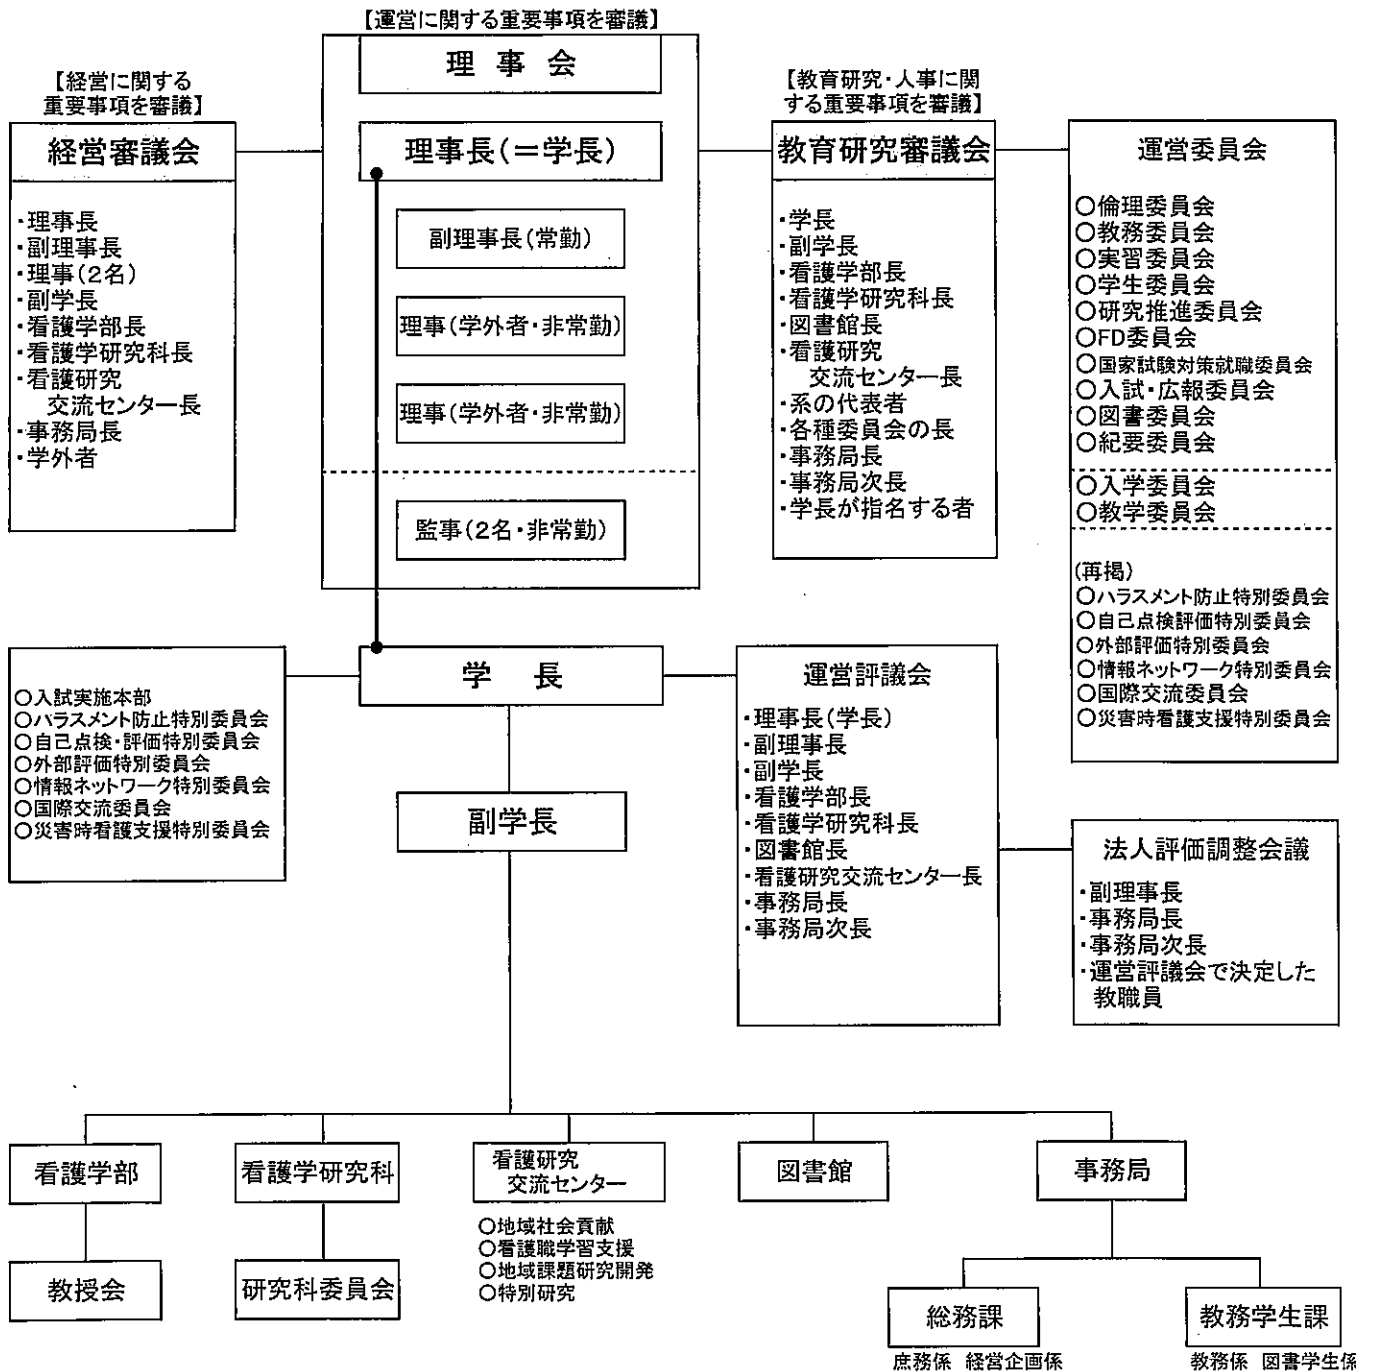 【運営に関する重要事項を審議】
理事会
【経営に関する
重要事項を審議】
経営審議会
・理事長
・副理事長
・理事(2名)
・副学長
・看護学部長
・看護学研究科長
・看護研究
交流センター長
・事務局長
・学外者
理事長(=学長)
副理事長(常勤)
理事(学外者・非常勤)
理事(学外者・非常勤)
監事(2名・非常勤)
【教育研究・人事に関
する重要事項を審議】
教育研究審議会
・学長
・副学長
・看護学部長
・看護学研究科長
・図書館長
・看護研究
交流センター長
・系の代表者
・各種委員会の長
・事務局長
・事務局次長
・学長が指名する者
運営委員会
○倫理委員会
○教務委員会
○実習委員会
○学生委員会
○研究推進委員会
○FD委員会
○国家試験対策就職委員会
○入試・広報委員会
○図書委員会
○紀要委員会
○入学委員会
○教学委員会
(再掲)
○ハラスメント防止特別委員会
○自己点検評価特別委員会
○外部評価特別委員会
○情報ネットワーク特別委員会
○国際交流委員会
○災害時看護支援特別委員会
○入試実施本部
○ハラスメント防止特別委員会
○自己点検・評価特別委員会
○外部評価特別委員会
○情報ネットワーク特別委員会
○国際交流委員会
○災害時看護支援特別委員会
学長
副学長
運営評議会
・理事長(学長)
・副理事長
・副学長
・看護学部長
・看護学研究科長
・図書館長
・看護研究交流センター長
・事務局長
・事務局次長
法人評価調整会議
・副理事長
・事務局長
・事務局次長
・運営評議会で決定した
教職員
看護学部
教授会
看護学研究科
研究科委員会
看護研究
交流センター
○地域社会貢献
○看護職学習支援
○地域課題研究開発
○特別研究
図書館
事務局
総務課
庶務係 経営企画係
教務学生課
教務係 図書学生係